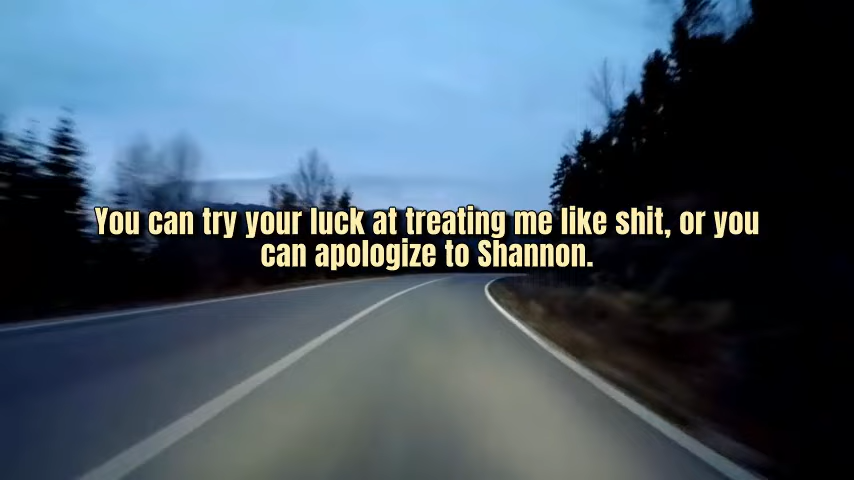 You can try your luck at treating me like shit, or you
can apologize to Shannon.